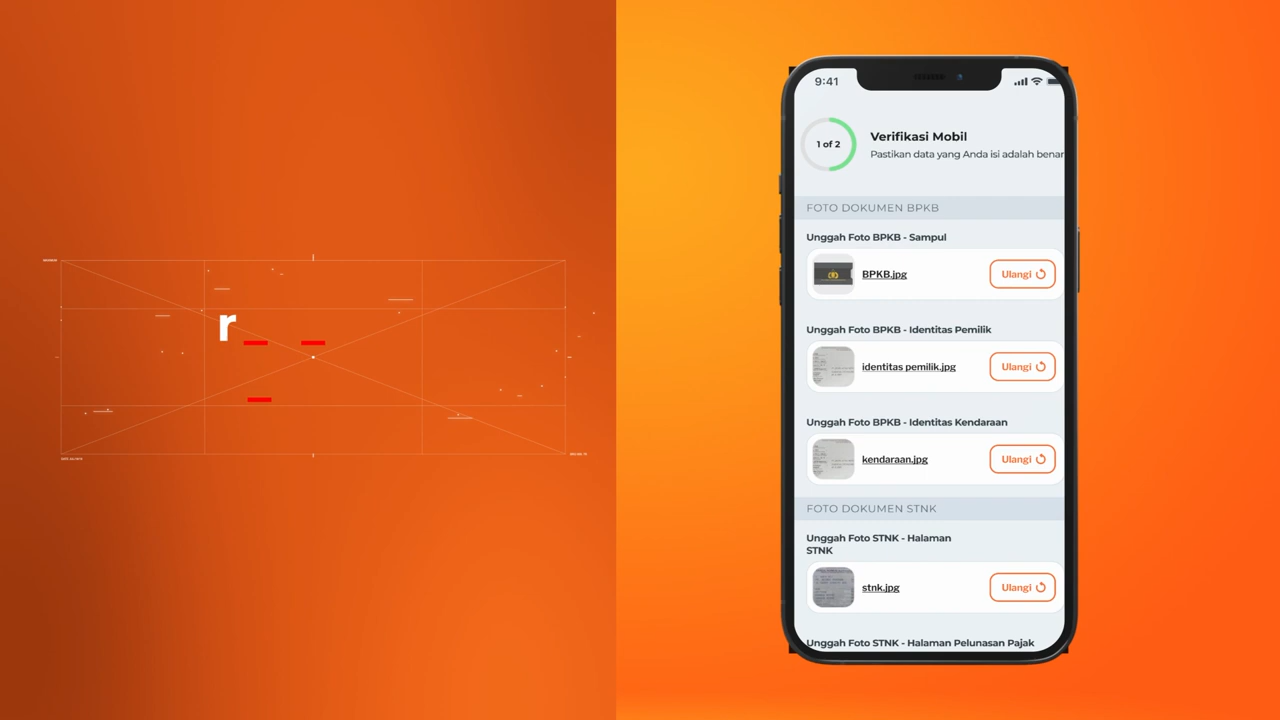 r
9:41
1 of 2
Verifikasi Mobil
Pastikan data yang Anda isi adalah benar
FOTO DOKUMEN BPKB
Unggah Foto BPKB - Sampul
BPKB.jpg
Ulangi
Unggah Foto BPKB - Identitas Pemilik
identitas pemilik.jpg
Ulangi
Unggah Foto BPKB - Identitas Kendaraan
kendaraan.jpg
Ulangi
FOTO DOKUMEN STNK
Unggah Foto STNK - Halaman
STNK
stnk.jpg
Ulangi
Unggah Foto STNK - Halaman Pelunasan Pajak